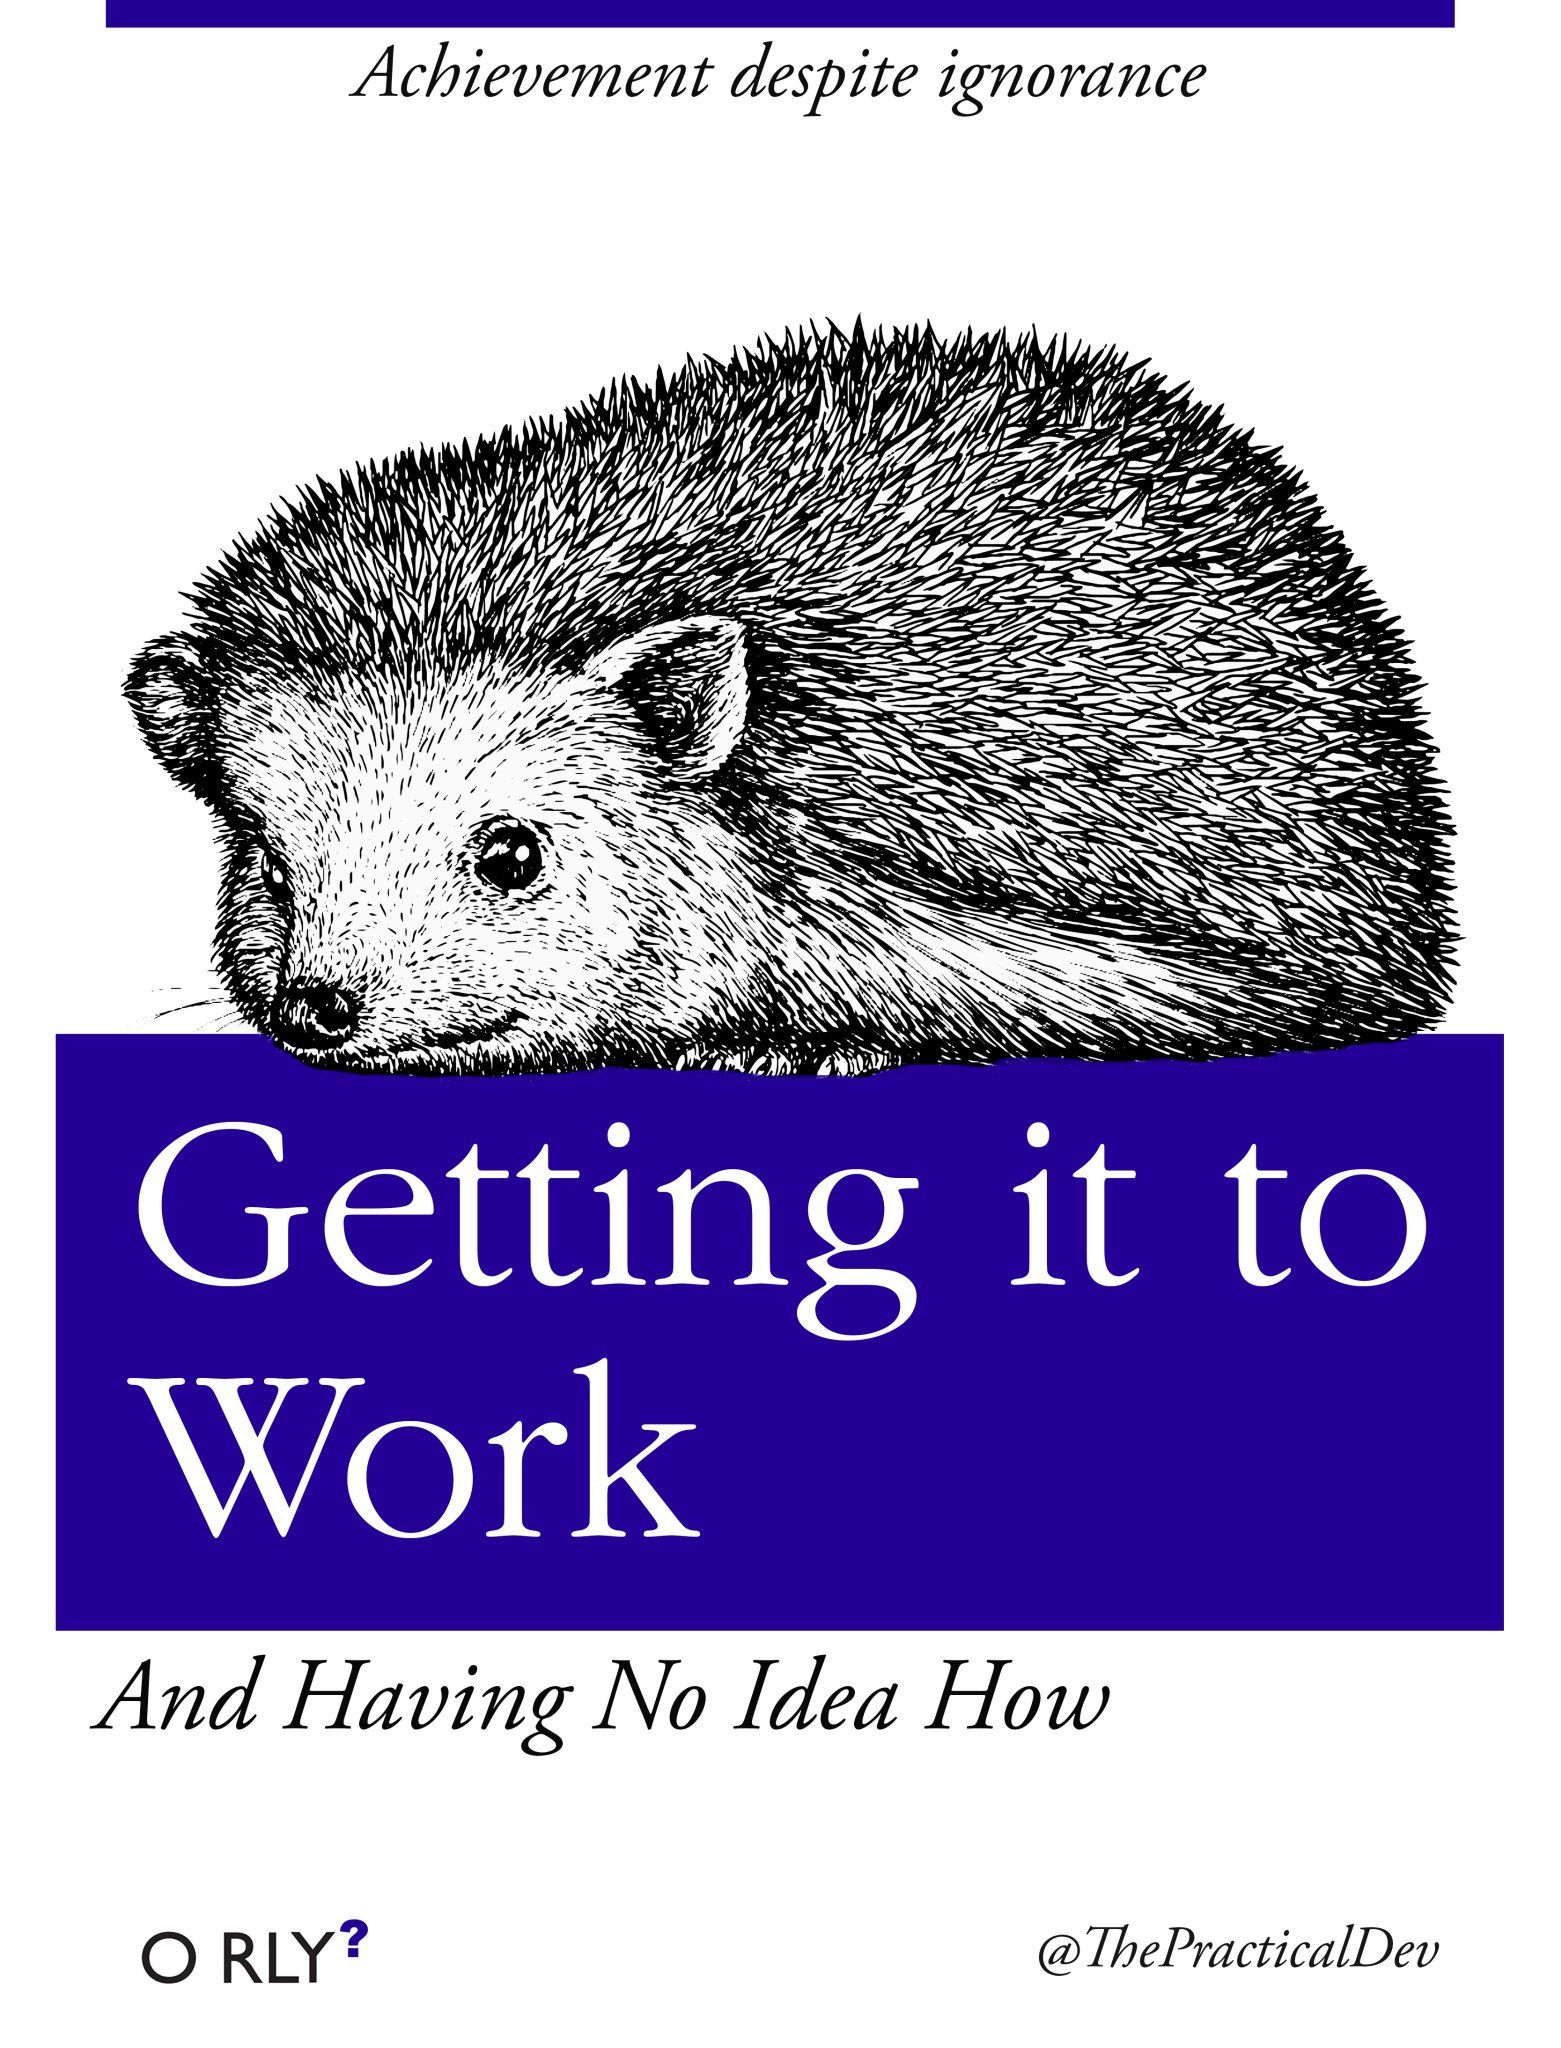 Achievement despite ignorance
Getting it to
Work
And Having No Idea How
O RLY?
@ThePracticalDev